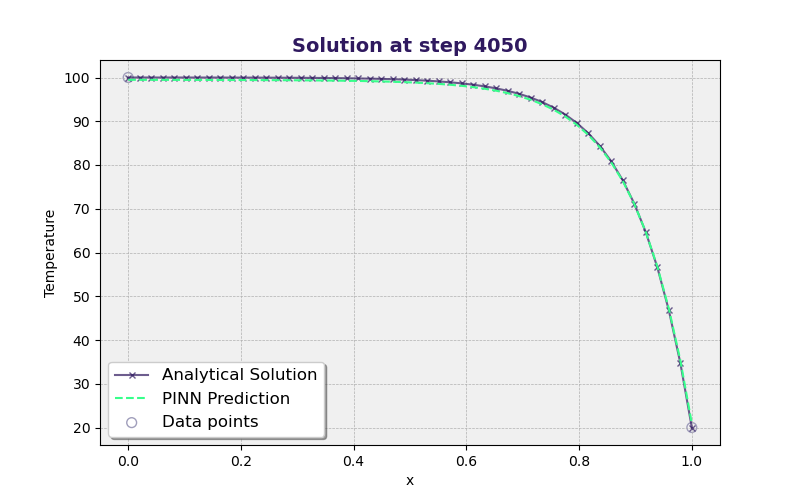 Solution at step 4050
Temperature
100
90
80
70
60
50
40
30
20
Analytical Solution
PINN Prediction
Data points
0.0 0.2 0.4 0.6 0.8 1.0
x